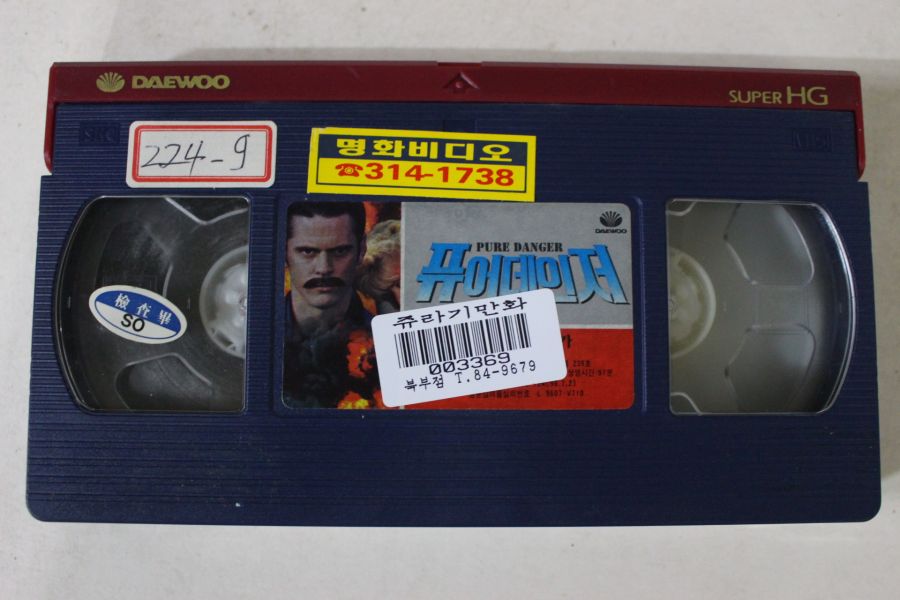 DAEWOO
SUPER HG
224-9
명화비디오
☎314-1738
DAEWOO
PURE DANGER
퓨어데인져
檢査畢
SO
쥬라기만화
003369
북부점 T.84-9679